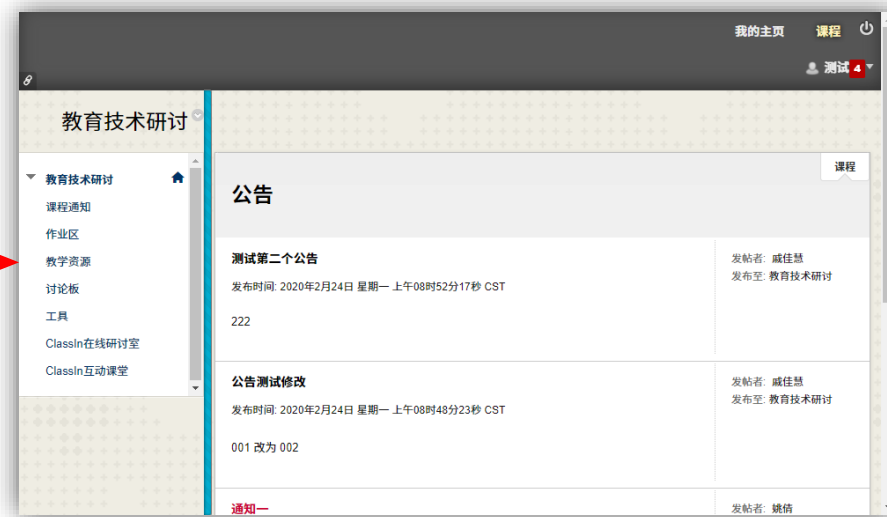 我的主页 课程
测试 4
教育技术研讨
课程
教育技术研讨
课程通知
作业区
教学资源
讨论板
工具
ClassIn在线研讨室
ClassIn互动课堂
公告
测试第二个公告
发布时间: 2020年2月24日 星期一 上午08时52分17秒 CST
222
发帖者: 戚佳慧
发布至: 教育技术研讨
公告测试修改
发布时间: 2020年2月24日 星期一 上午08时48分23秒 CST
001 改为 002
发帖者: 戚佳慧
发布至: 教育技术研讨
通知一
发帖者: 姚倩